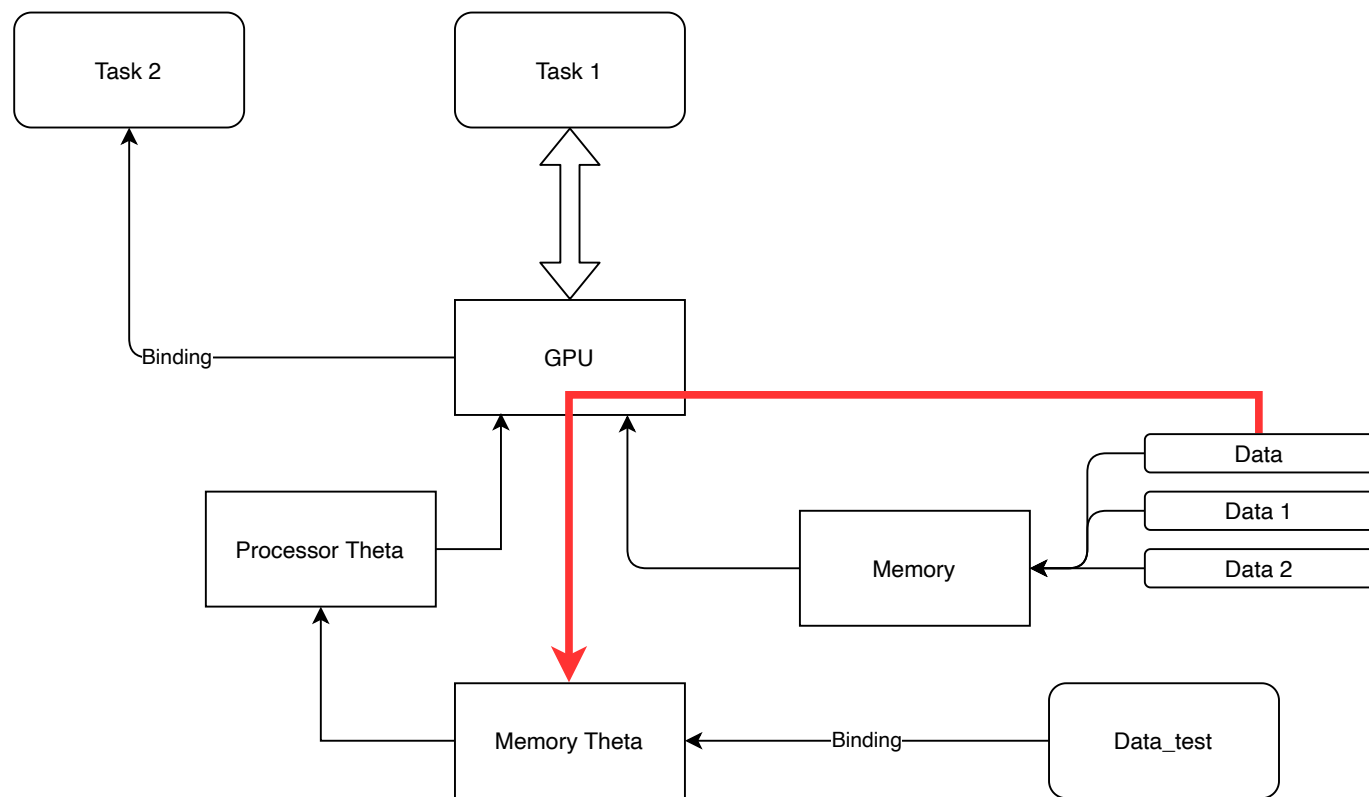 Task 2
Task 1
Binding
GPU
Data
Data 1
Data 2
Processor Theta
Memory
Memory Theta
Binding
Data_test